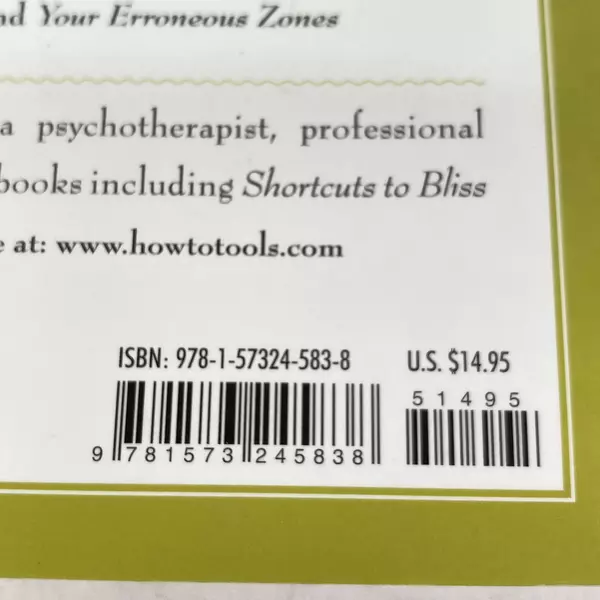 Your Erroneous Zones
a psychotherapist, professional
books including Shortcuts to Bliss
at: www.howtotools.com
ISBN: 978-1-57324-583-8 U.S. $14.95
51495
9 781573 245838